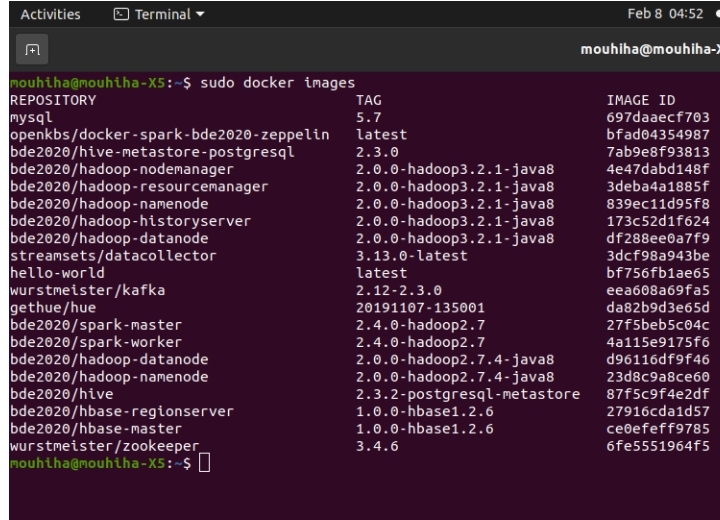 Activities Terminal Feb 8 04:52
mouhiha@mouhiha-X
mouhiha@mouhiha-X5:~$ sudo docker images
REPOSITORY TAG IMAGE ID
mysql 5.7 697daaecf703
openkbs/docker-spark-bde2020-zeppelin latest bfad04354987
bde2020/hive-metastore-postgresql 2.3.0 7ab9e8f93813
bde2020/hadoop-nodemanager 2.0.0-hadoop3.2.1-java8 4e47dabd148f
bde2020/hadoop-resourcemanager 2.0.0-hadoop3.2.1-java8 3deba4a1885f
bde2020/hadoop-namenode 2.0.0-hadoop3.2.1-java8 839ec11d95f8
bde2020/hadoop-historyserver 2.0.0-hadoop3.2.1-java8 173c52d1f624
bde2020/hadoop-datanode 2.0.0-hadoop3.2.1-java8 df288ee0a7f9
streamsets/datacollector 3.13.0-latest 3dcf98a943be
hello-world latest bf756fb1ae65
wurstmeister/kafka 2.12-2.3.0 eea608a69fa5
gethue/hue 20191107-135001 da82b9d3e65d
bde2020/spark-master 2.4.0-hadoop2.7 27f5beb5c04c
bde2020/spark-worker 2.4.0-hadoop2.7 4a115e9175f6
bde2020/hadoop-datanode 2.0.0-hadoop2.7.4-java8 d96116df9f46
bde2020/hadoop-namenode 2.0.0-hadoop2.7.4-java8 23d8c9a8ce60
bde2020/hive 2.3.2-postgresql-metastore 87f5c9f4e2df
bde2020/hbase-regionserver 1.0.0-hbase1.2.6 27916cda1d57
bde2020/hbase-master 1.0.0-hbase1.2.6 ce0efeff9785
wurstmeister/zookeeper 3.4.6 6fe5551964f5
mouhiha@mouhiha-X5:~$